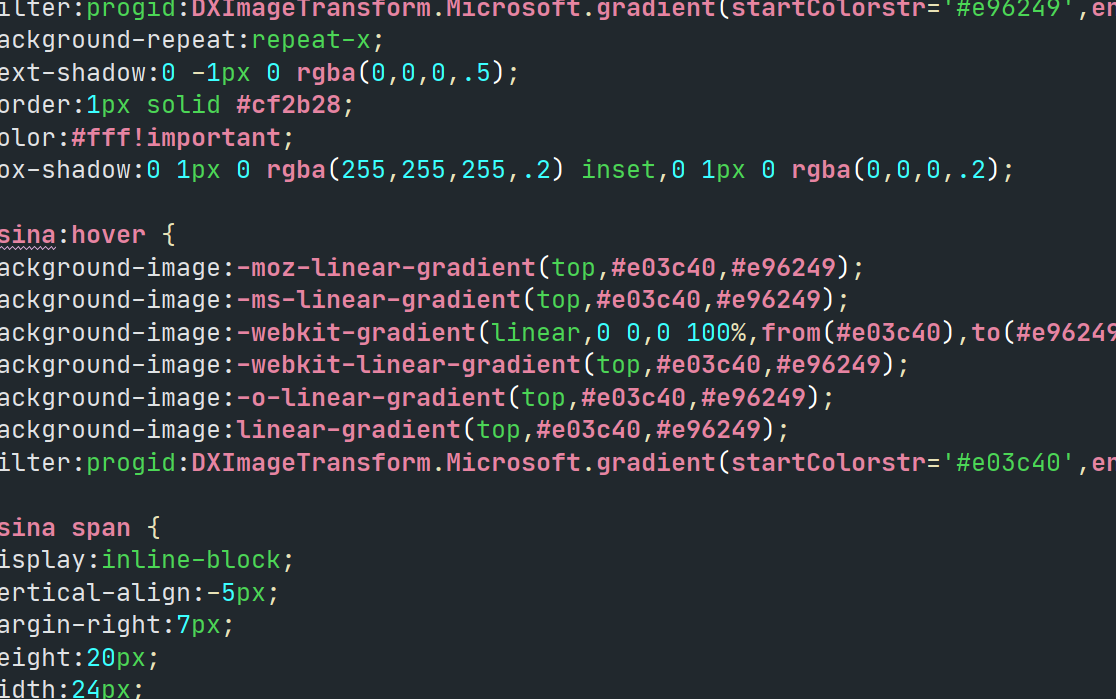 ilter:progid:DXImageTransform.Microsoft.gradient(startColorstr='#e96249',en
ackground-repeat:repeat-x;
ext-shadow:0 -1px 0 rgba(0,0,0,.5);
order:1px solid #cf2b28;
olor:#fff!important;
ox-shadow:0 1px 0 rgba(255,255,255,.2) inset,0 1px 0 rgba(0,0,0,.2);
sina:hover {
ackground-image:-moz-linear-gradient(top,#e03c40,#e96249);
ackground-image:-ms-linear-gradient(top,#e03c40,#e96249);
ackground-image:-webkit-gradient(linear,0 0,0 100%,from(#e03c40),to(#e96249
ackground-image:-webkit-linear-gradient(top,#e03c40,#e96249);
ackground-image:-o-linear-gradient(top,#e03c40,#e96249);
ackground-image:linear-gradient(top,#e03c40,#e96249);
ilter:progid:DXImageTransform.Microsoft.gradient(startColorstr='#e03c40',en
sina span {
isplay:inline-block;
ertical-align:-5px;
argin-right:7px;
eight:20px;
idth:24px;